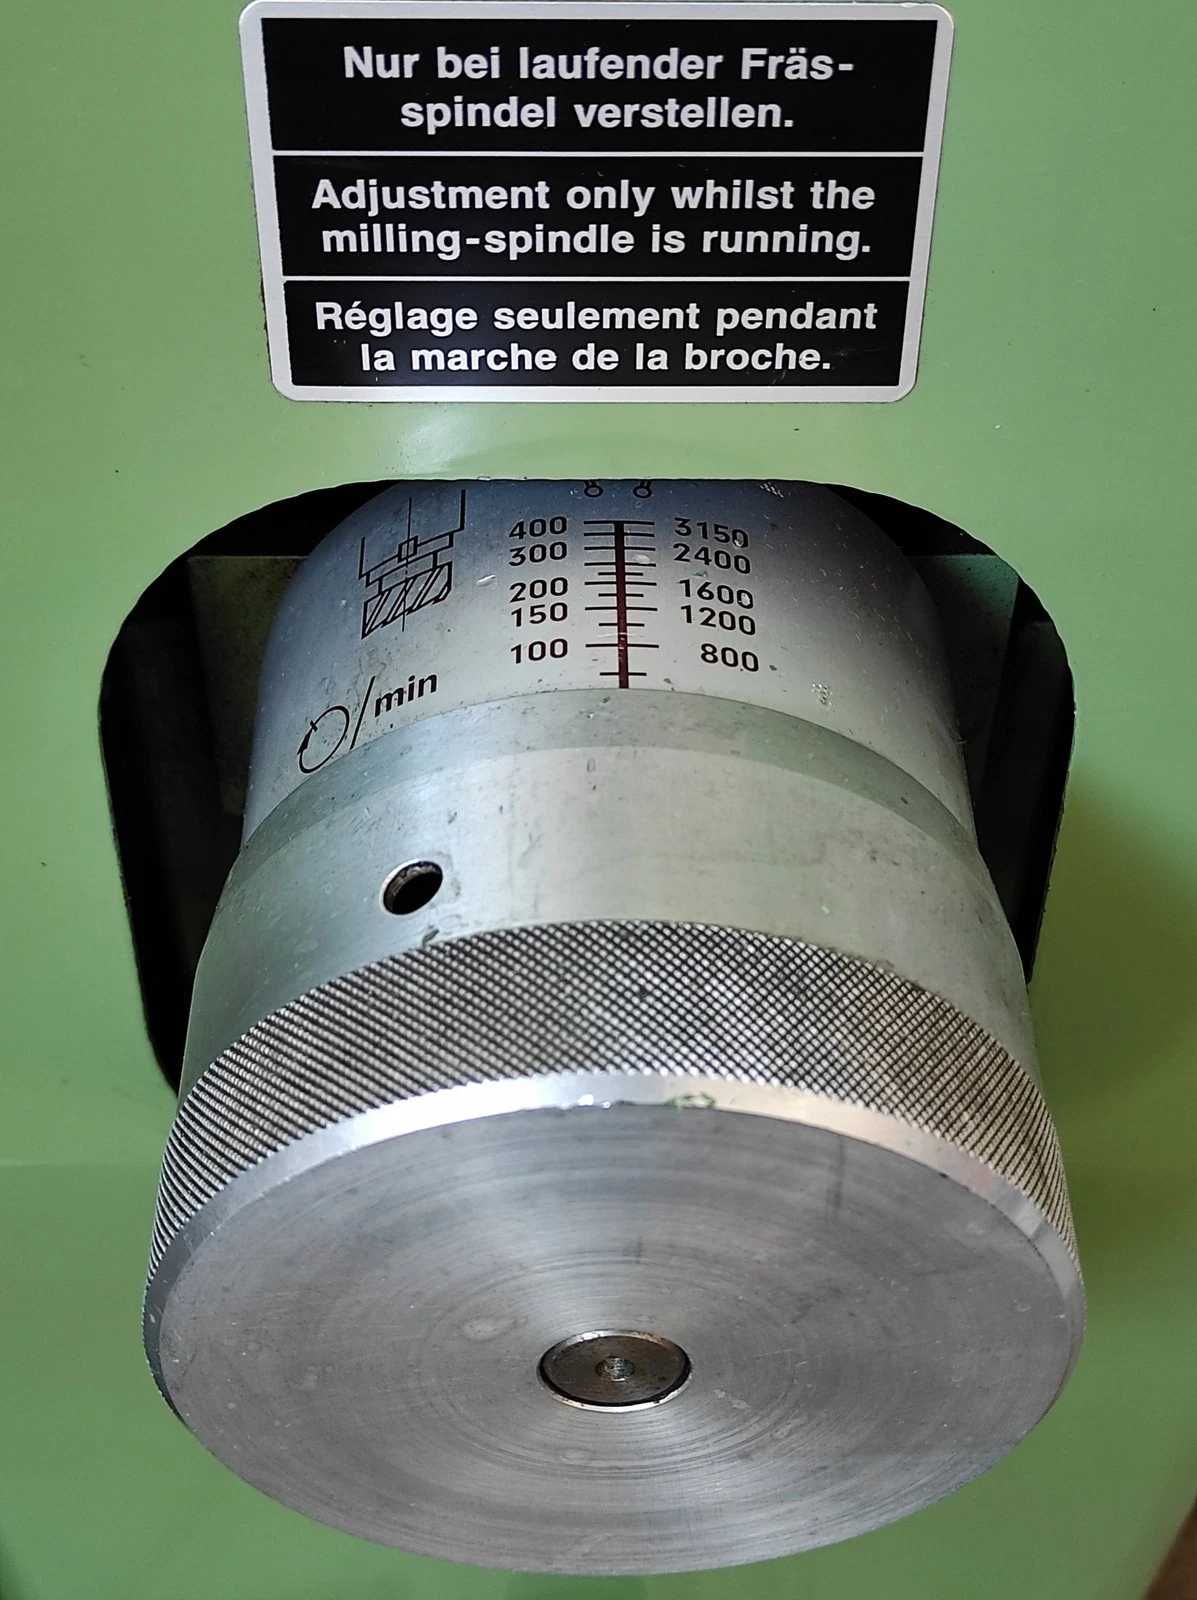 Nur bei laufender Fräs-
spindel verstellen.
Adjustment only whilst the
milling-spindle is running.
Réglage seulement pendant
la marche de la broche.
400 3150
300 2400
200 1600
150 1200
100 800
/min